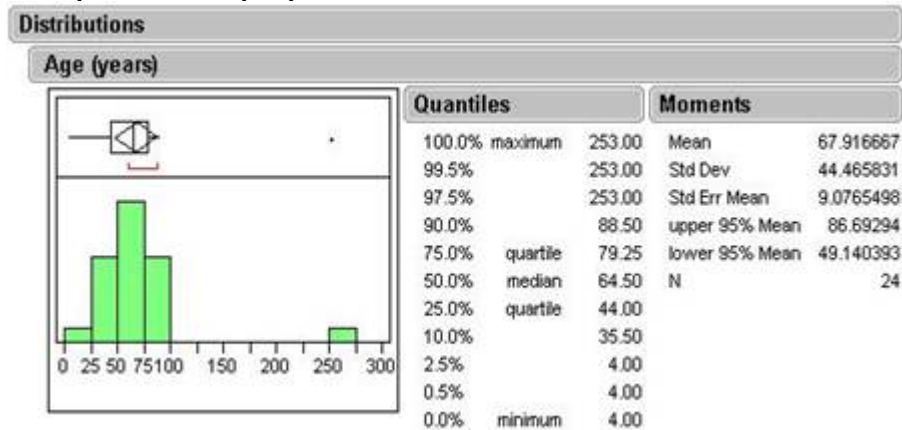 Distributions
Age (years)
0 25 50 75 100 150 200 250 300
Quantiles
100.0% maximum 253.00
99.5% 253.00
97.5% 253.00
90.0% 88.50
75.0% quartile 79.25
50.0% median 64.50
25.0% quartile 44.00
10.0% 35.50
2.5% 4.00
0.5% 4.00
0.0% minimum 4.00
Moments
Mean 67.916667
Std Dev 44.465831
Std Err Mean 9.0765498
upper 95% Mean 86.69294
lower 95% Mean 49.140393
N 24